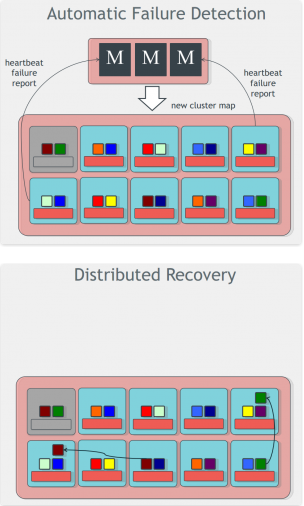 Automatic Failure Detection
M M M
heartbeat
failure
report
heartbeat
failure
report
new cluster map
Distributed Recovery